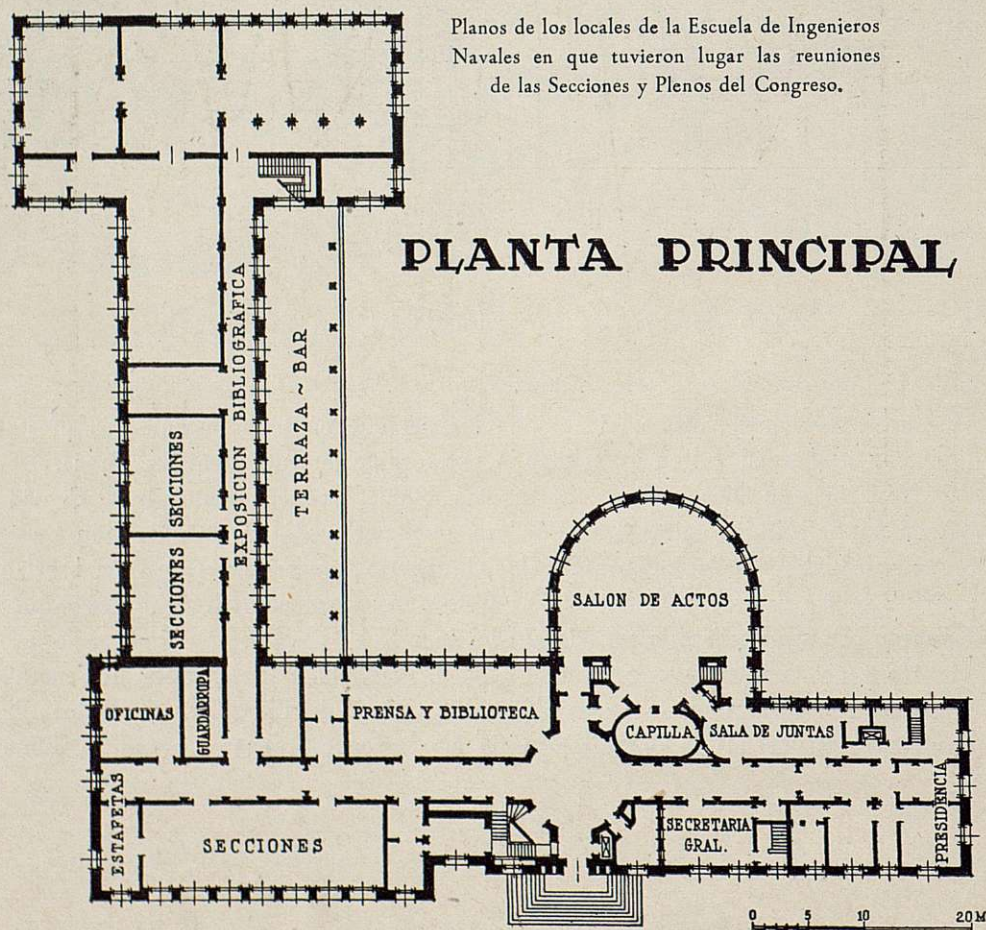 Planos de los locales de la Escuela de Ingenieros
Navales en que tuvieron lugar las reuniones
de las Secciones y Plenos del Congreso.
PLANTA PRINCIPAL
EXPOSICION BIBLIOGRÁFICA
TERRAZA~BAR
SECCIONES
SECCIONES
SALON DE ACTOS
OFICINAS
GUARDARROPA
PRENSA Y BIBLIOTECA
CAPILLA
SALA DE JUNTAS
ESTAFETAS
SECCIONES
SECRETARIA
GRAL.
PRESIDENCIA
0 5 10 20 M